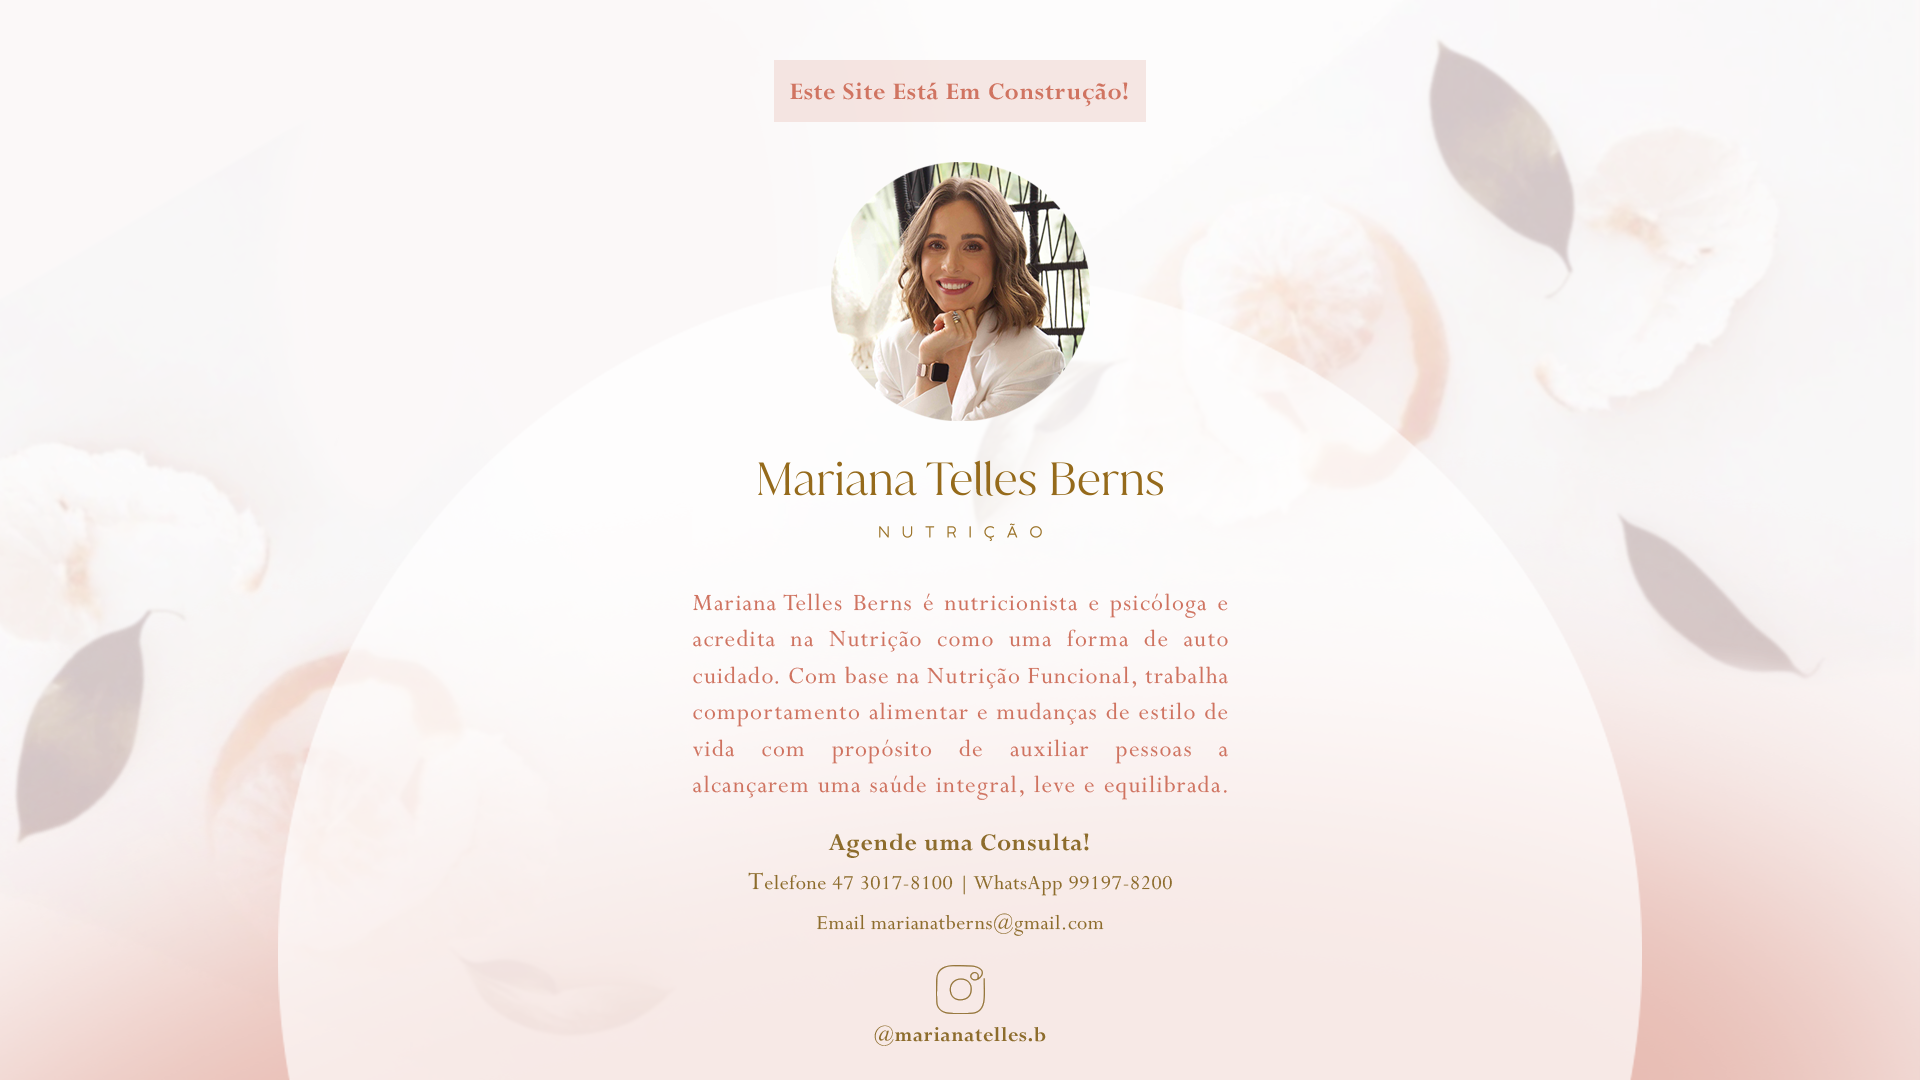 Este Site Está Em Construção!
Mariana Telles Berns
NUTRIÇÃO
Mariana Telles Berns é nutricionista e psicóloga e
acredita na Nutrição como uma forma de auto
cuidado. Com base na Nutrição Funcional, trabalha
comportamento alimentar e mudanças de estilo de
vida com propósito de auxiliar pessoas a
alcançarem uma saúde integral, leve e equilibrada.
Agende uma Consulta!
Telefone 47 3017-8100 | WhatsApp 99197-8200
Email marianatberns@gmail.com
@marianatelles.b